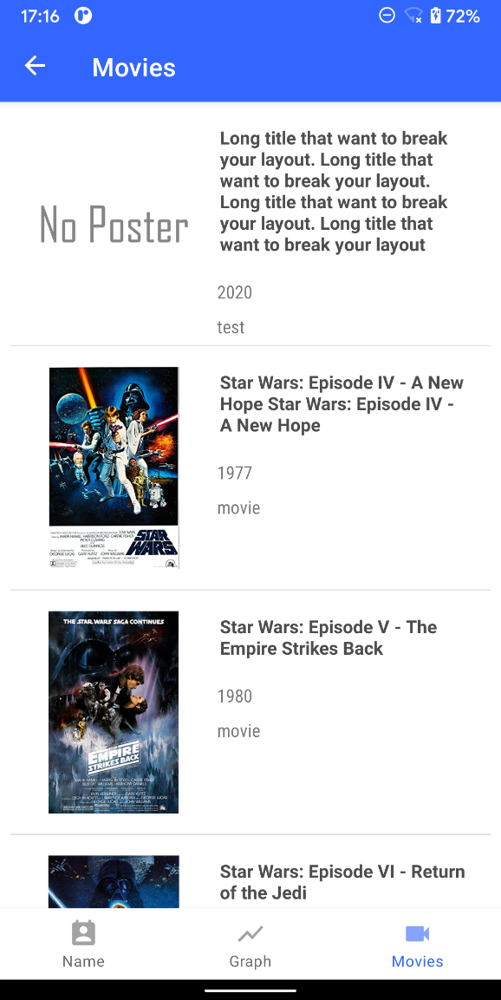 17:16
72%
Movies
No Poster
Long title that want to break
your layout. Long title that
want to break your layout.
Long title that want to break
your layout. Long title that
want to break your layout
2020
test
STAR
WARS
Star Wars: Episode IV - A New
Hope Star Wars: Episode IV -
A New Hope
1977
movie
THE STAR WARS SAGA CONTINUES
EMPIRE
STRIKES BACK
Star Wars: Episode V - The
Empire Strikes Back
1980
movie
Star Wars: Episode VI - Return
of the Jedi
Name
Graph
Movies